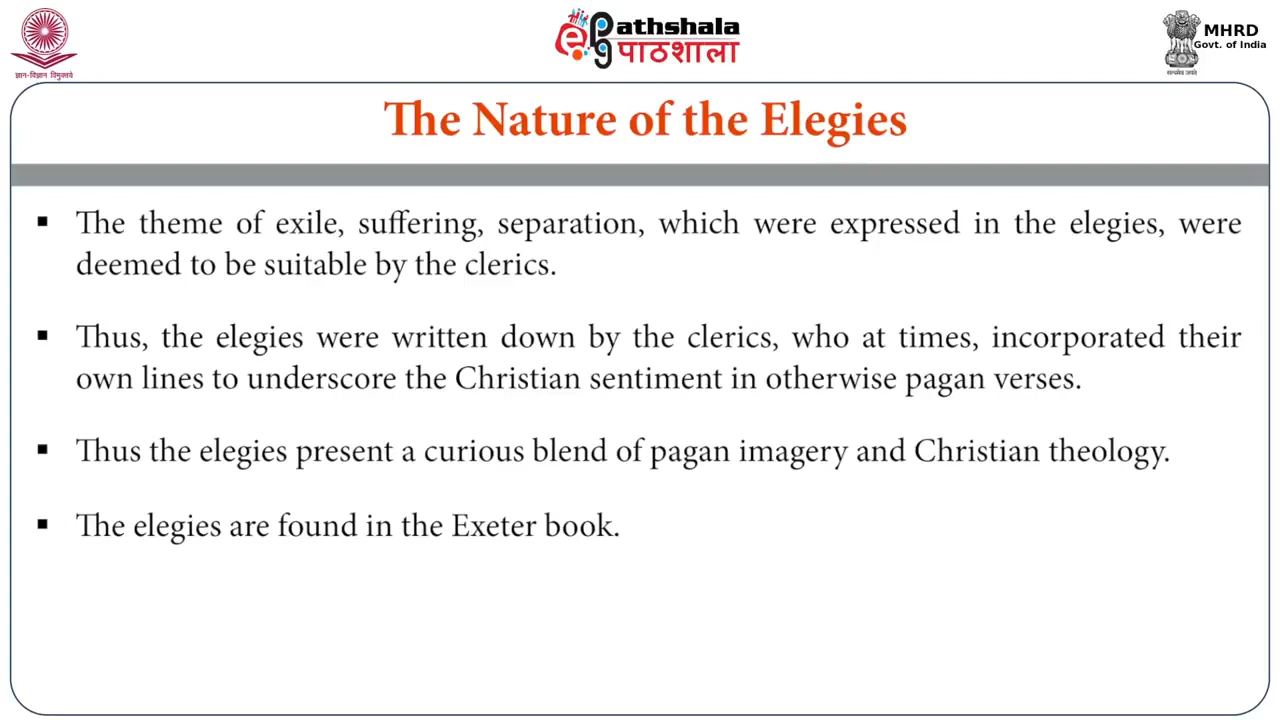 ज्ञान-विज्ञान विमुक्तये
ePathshala
पाठशाला
MHRD
Govt. of India
सत्यमेव जयते
The Nature of the Elegies
▪ The theme of exile, suffering, separation, which were expressed in the elegies, were
deemed to be suitable by the clerics.
▪ Thus, the elegies were written down by the clerics, who at times, incorporated their
own lines to underscore the Christian sentiment in otherwise pagan verses.
▪ Thus the elegies present a curious blend of pagan imagery and Christian theology.
▪ The elegies are found in the Exeter book.